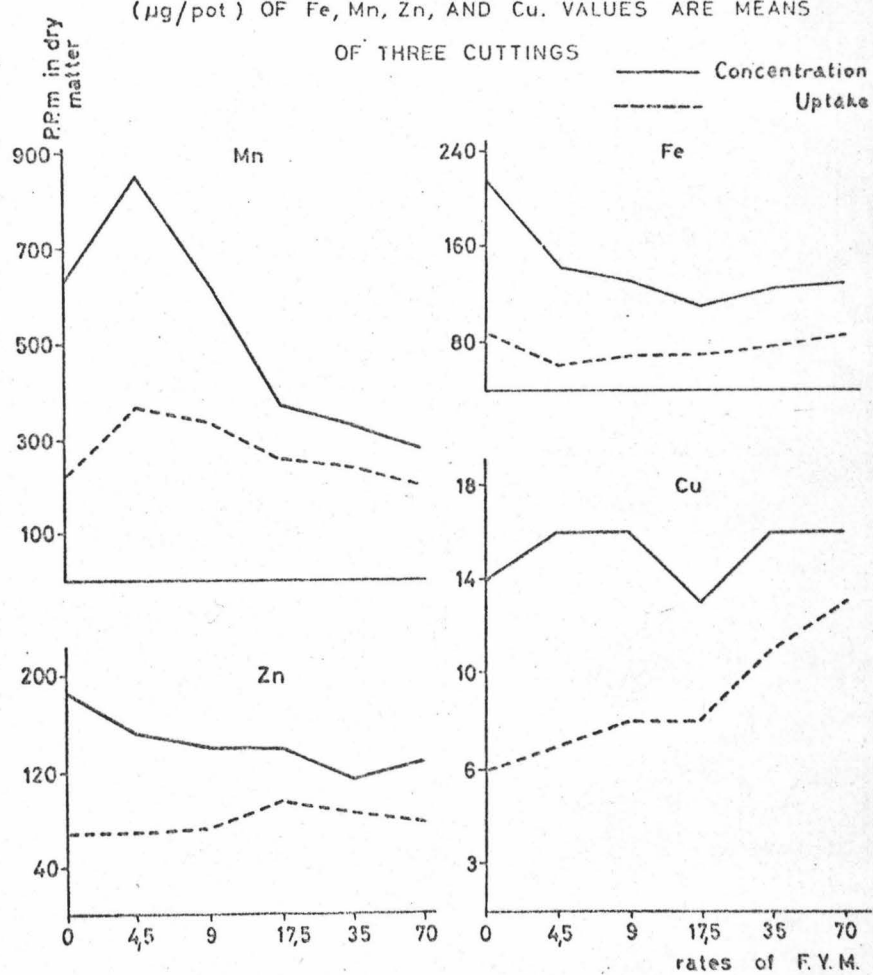 (µg/pot) OF Fe, Mn, Zn, AND Cu. VALUES ARE MEANS
OF THREE CUTTINGS
Concentration
Uptake
P.P.m in dry
matter
Mn
900
700
500
300
100
Fe
240
160
80
Zn
200
120
40
0 4,5 9 17,5 35 70
Cu
18
14
10
6
3
0 4,5 9 17,5 35 70
rates of F.Y.M.